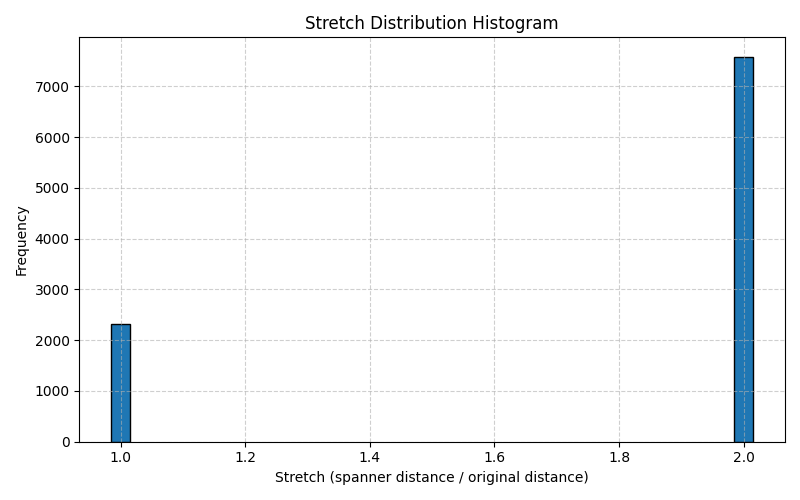 Stretch Distribution Histogram
Frequency
7000
6000
5000
4000
3000
2000
1000
0
1.0 1.2 1.4 1.6 1.8 2.0
Stretch (spanner distance / original distance)